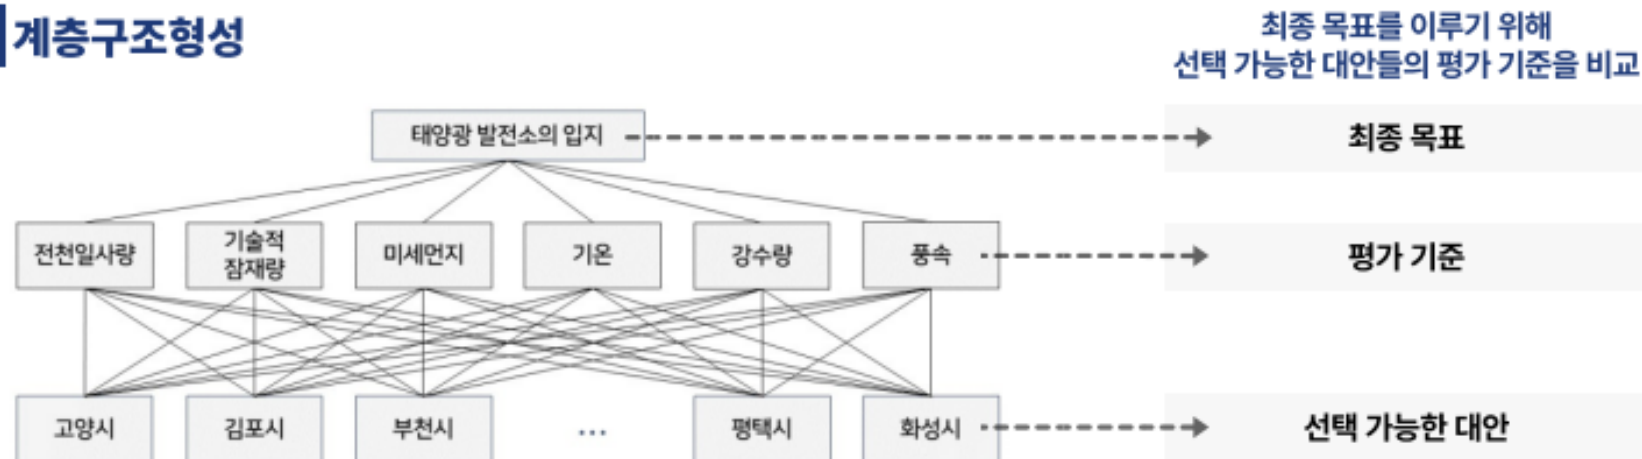 계층구조형성
최종 목표를 이루기 위해
선택 가능한 대안들의 평가 기준을 비교
태양광 발전소의 입지
최종 목표
전천일사량
기술적
잠재량
미세먼지
기온
강수량
풍속
평가 기준
고양시
김포시
부천시
...
평택시
화성시
선택 가능한 대안